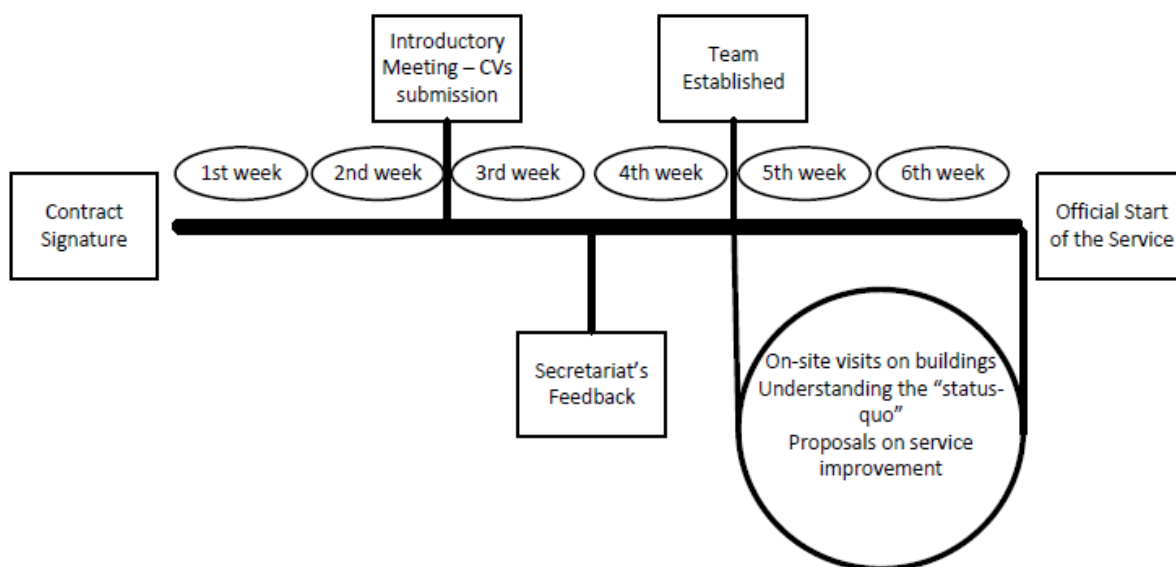 Introductory
Meeting – CVs
submission
Team
Established
1st week
2nd week
3rd week
4th week
5th week
6th week
Contract
Signature
Official Start
of the Service
Secretariat's
Feedback
On-site visits on buildings
Understanding the “status-
quo”
Proposals on service
improvement